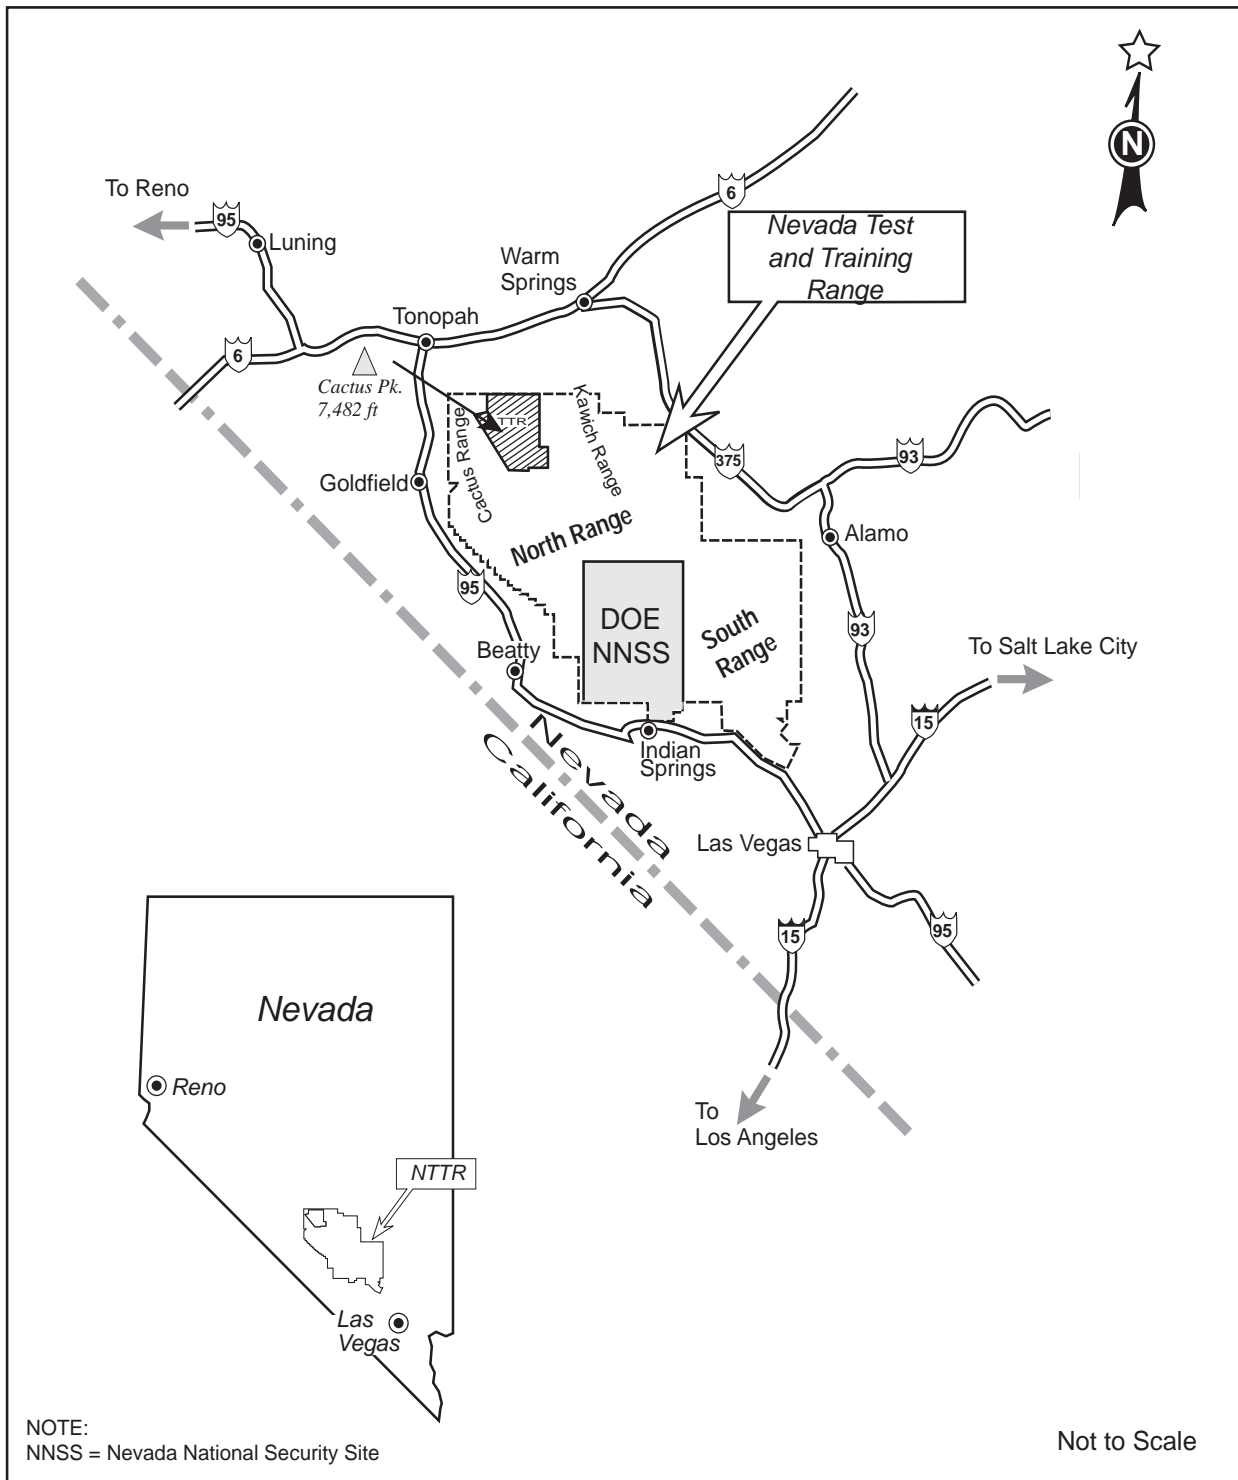 N
To Reno
95
Luning
6
Nevada Test
and Training
Range
Warm
Springs
Tonopah
6
Cactus Pk.
7,482 ft
TTR
Cactus Range
Kawich Range
375
93
Goldfield
North Range
Alamo
95
DOE
NNSS
South
Range
93
Beatty
To Salt Lake City
15
Nevada
California
Indian
Springs
Las Vegas
15
95
To
Los Angeles
Nevada
Reno
NTTR
Las
Vegas
NOTE:
NNSS = Nevada National Security Site
Not to Scale